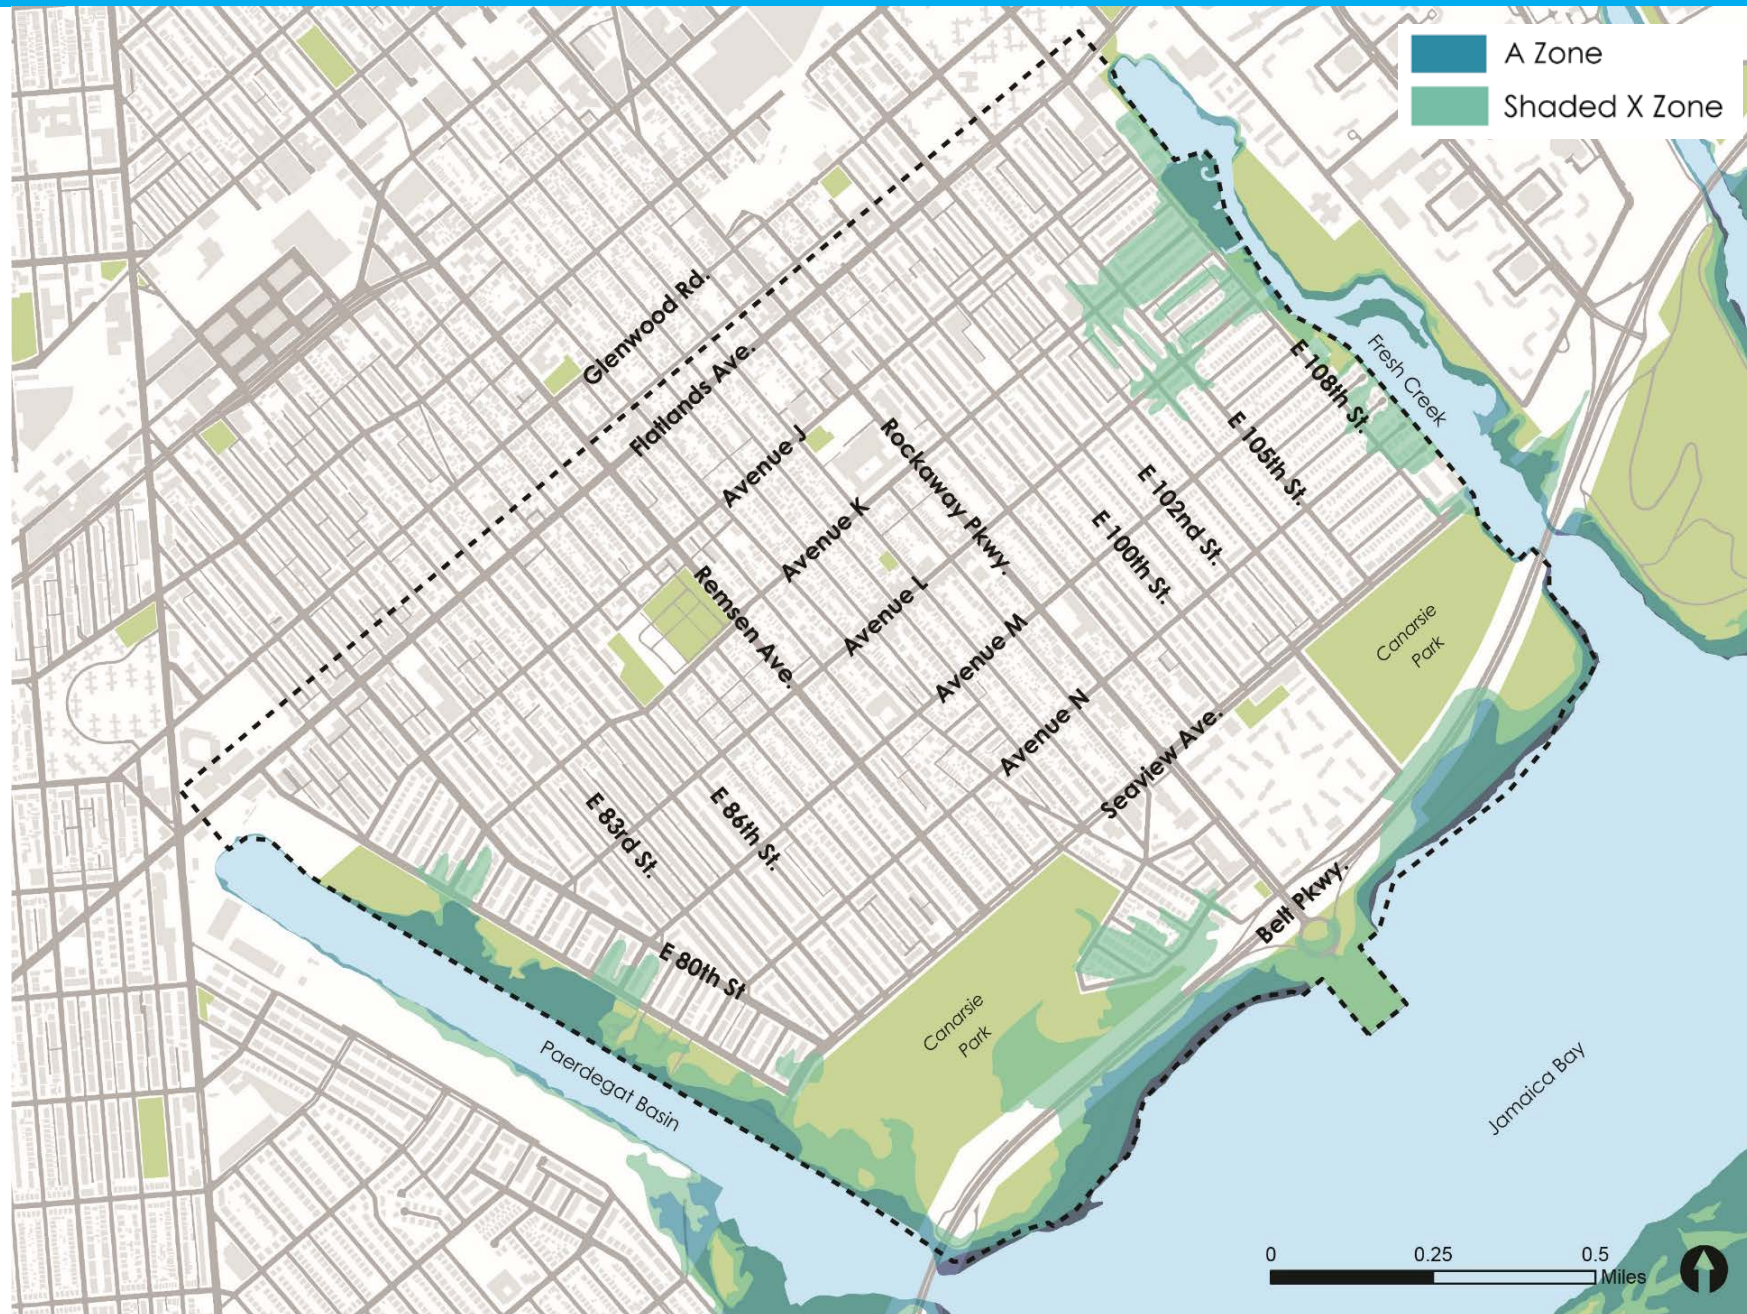 A Zone
Shaded X Zone
Glenwood Rd.
Flatlands Ave.
Avenue J
Rockaway Pkwy.
Avenue K
Remsen Ave.
Avenue L
Avenue M
Avenue N
Seaview Ave.
E 108th St.
Fresh Creek
E 105th St.
E 102nd St.
E 100th St.
Canarsie
Park
E 83rd St.
E 86th St.
E 80th St
Belt Pkwy.
Canarsie
Park
Paerdegat Basin
Jamaica Bay
0 0.25 0.5
Miles